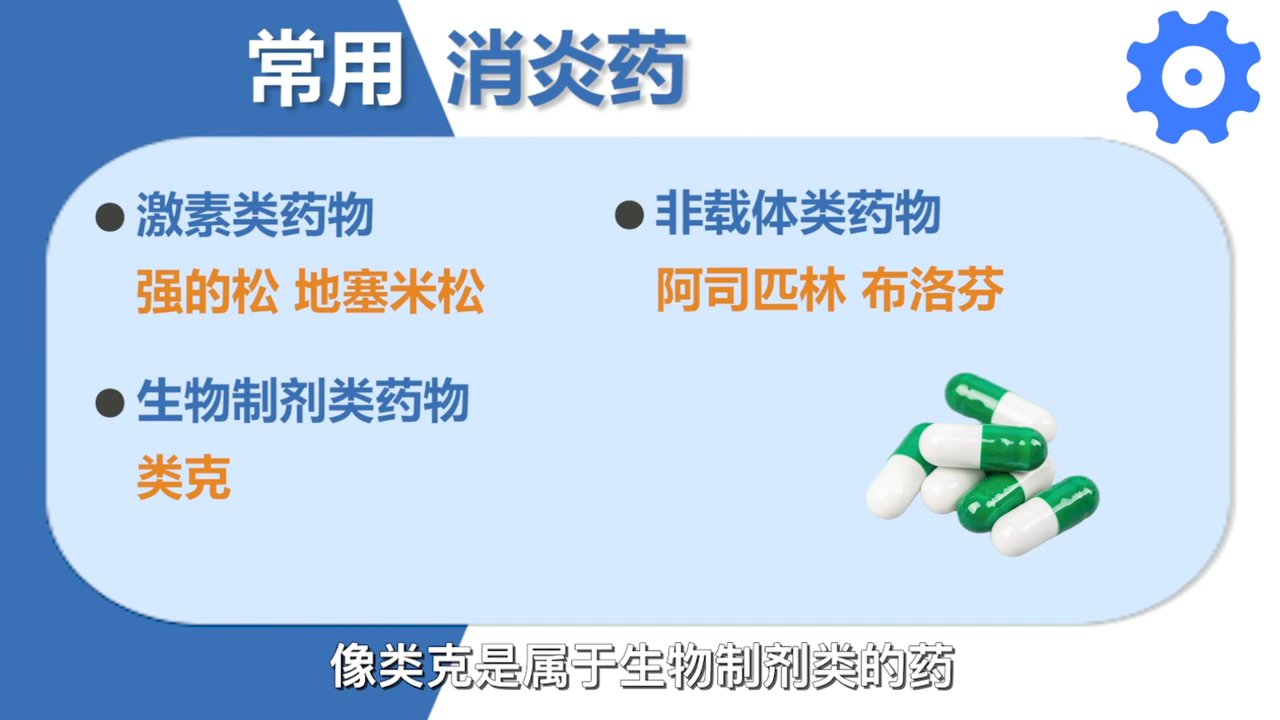 常用 消炎药
激素类药物
强的松 地塞米松
非载体类药物
阿司匹林 布洛芬
生物制剂类药物
类克
像类克是属于生物制剂类的药